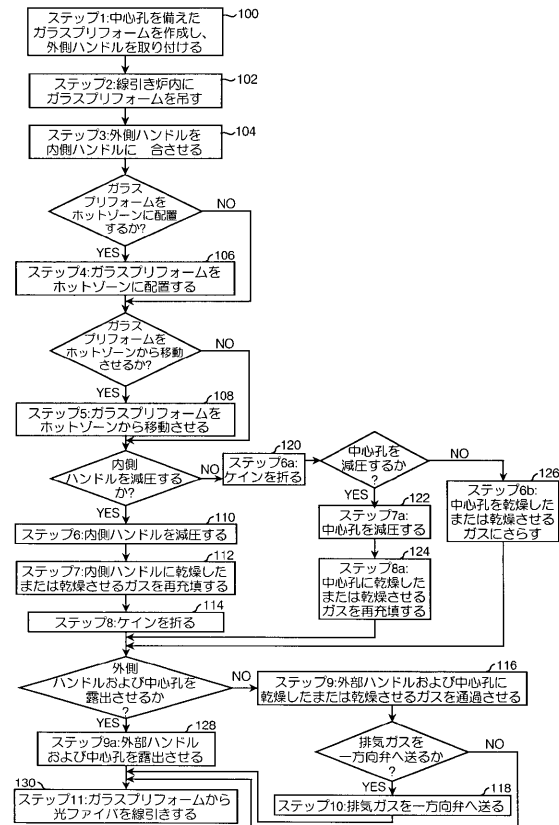 ステップ1:中心孔を備えた
ガラスプリフォームを作成し、
外側ハンドルを取り付ける
100
ステップ2:線引き炉内に
ガラスプリフォームを吊す
102
ステップ3:外側ハンドルを
内側ハンドルに 合させる
104
ガラス
プリフォームを
ホットゾーンに配置
するか?
NO
YES
106
ステップ4:ガラスプリフォームを
ホットゾーンに配置する
ガラス
プリフォームを
ホットゾーンから移動
させるか?
NO
YES
108
ステップ5:ガラスプリフォームを
ホットゾーンから移動させる
内側
ハンドルを減圧する
か?
NO
YES
120
ステップ6a:
ケインを折る
中心孔を
減圧するか
?
NO
YES
126
ステップ6b:
中心孔を乾燥した
または乾燥させる
ガスにさらす
122
ステップ7a:
中心孔を減圧する
124
ステップ8a:
中心孔に乾燥した
または乾燥させる
ガスを再充填する
110
ステップ6:内側ハンドルを減圧する
112
ステップ7:内側ハンドルに乾燥した
または乾燥させるガスを再充填する
114
ステップ8:ケインを折る
外側
ハンドルおよび中心孔を
露出させるか
?
NO
YES
116
ステップ9:外部ハンドルおよび中心孔に
乾燥したまたは乾燥させるガスを通過させる
128
ステップ9a:外部ハンドル
および中心孔を露出させる
排気ガスを
一方向弁へ送るか
?
NO
YES
118
ステップ10:排気ガスを一方向弁へ送る
130
ステップ11:ガラスプリフォームから
光ファイバを線引きする